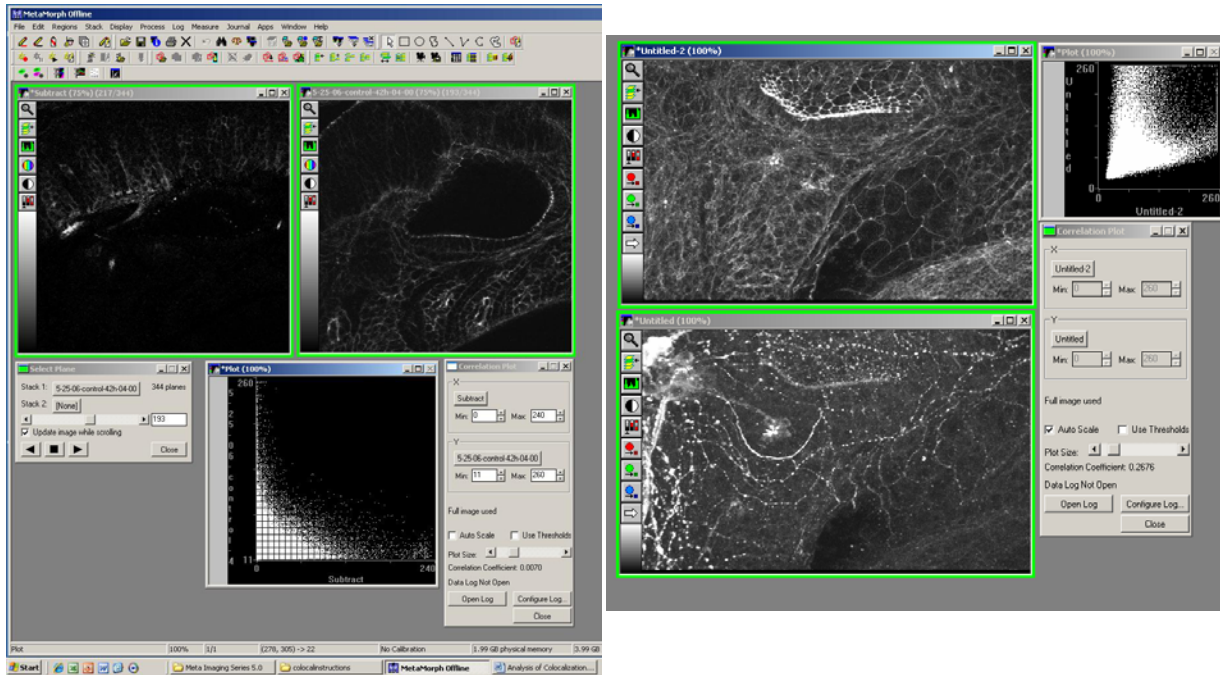 MetaMorph Offline
File Edit Regions Stack Display Process Log Measure Journal Apps Window Help
*Subtract (75%) (217/344)
5-25-06-control-42h-04-00 (75%) (193/344)
Select Plane
Stack 1: 5-25-06-control-42h-04-00 344 planes
Stack 2: [None]
193
Update image while scrolling
Close
*Plot (100%)
260
11
0
240
Subtract
Correlation Plot
X
Subtract
Min: 0 Max: 240
Y
5-25-06-control-42h-04-00
Min: 11 Max: 260
Full image used
Auto Scale Use Thresholds
Plot Size:
Correlation Coefficient: 0.0070
Data Log Not Open
Open Log Configure Log...
Close
Plot 100% 1/1 (278, 305) -> 22 No Calibration 1.99 GB physical memory 3.99 GB
Start Meta Imaging Series 5.0 colocalinstructions MetaMorph Offline Analysis of Colocalization...
*Untitled-2 (100%)
*Untitled (100%)
*Plot (100%)
260
Untitled
0
0 260
Untitled-2
Correlation Plot
X
Untitled-2
Min: 0 Max: 260
Y
Untitled
Min: 0 Max: 260
Full image used
Auto Scale Use Thresholds
Plot Size:
Correlation Coefficient: 0.2676
Data Log Not Open
Open Log Configure Log...
Close